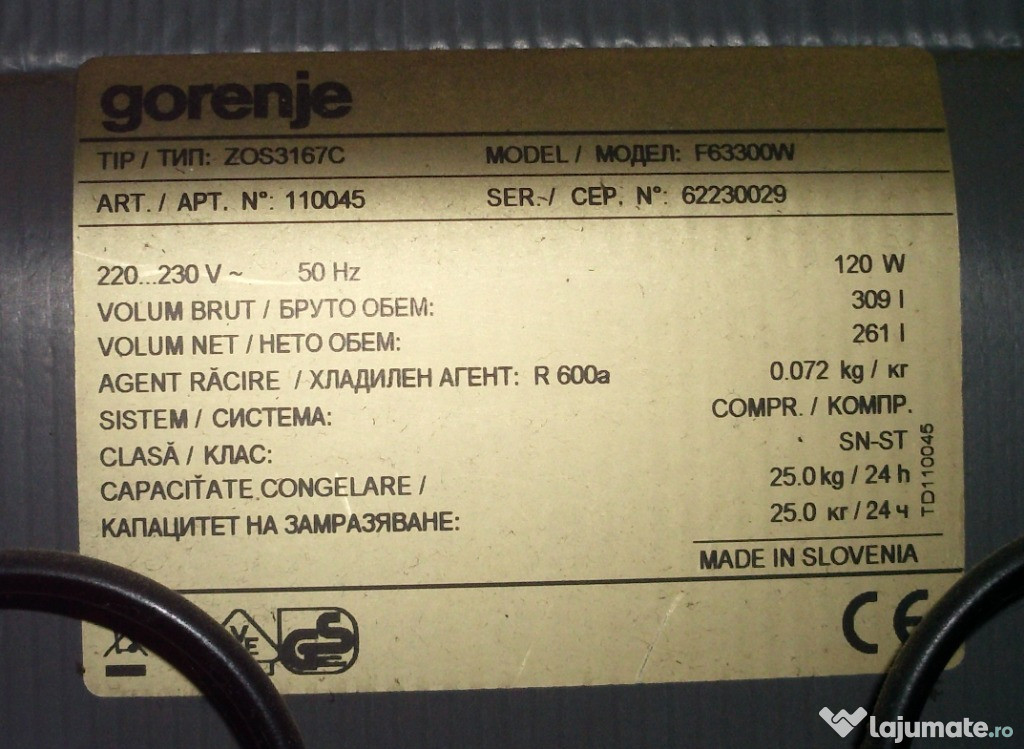 gorenje
TIP / ТИП: ZOS3167C MODEL / МОДЕЛ: F63300W
ART. / АРТ. N°: 110045 SER. / СЕР. N°: 62230029
220...230 V ~ 50 Hz 120 W
VOLUM BRUT / БРУТО ОБЕМ: 309 l
VOLUM NET / НЕТО ОБЕМ: 261 l
AGENT RĂCIRE / ХЛАДИЛЕН АГЕНТ: R 600a 0.072 kg / кг
SISTEM / СИСТЕМА: COMPR. / КОМПР.
CLASĂ / КЛАС: SN-ST
CAPACIŤATE CONGELARE / 25.0 kg / 24 h
КАПАЦИТЕТ НА ЗАМРАЗЯВАНЕ: 25.0 кг / 24 ч
TD110045
MADE IN SLOVENIA
VE GS CE
lajumate.ro